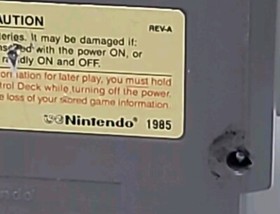 AUTION REV-A
teries. It may be damaged if:
with the power ON, or
ON and OFF.
for later play, you must hold
trol Deck while turning off the power.
e loss of your stored game information.
©Nintendo® 1985